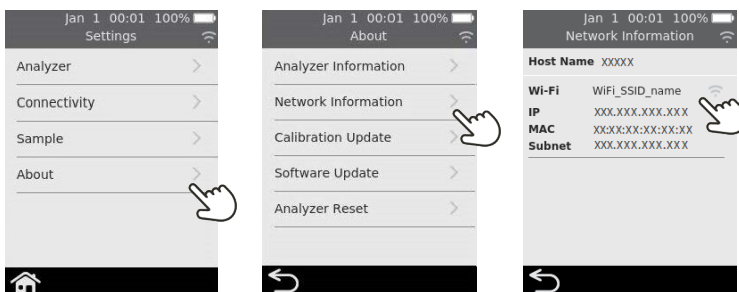 Jan 1 00:01 100%
Settings
Analyzer
Connectivity
Sample
About
Jan 1 00:01 100%
About
Analyzer Information
Network Information
Calibration Update
Software Update
Analyzer Reset
Jan 1 00:01 100%
Network Information
Host Name XXXXX
Wi-Fi WiFi_SSID_name
IP XXX.XXX.XXX.XXX
MAC XX:XX:XX:XX:XX:XX
Subnet XXX.XXX.XXX.XXX